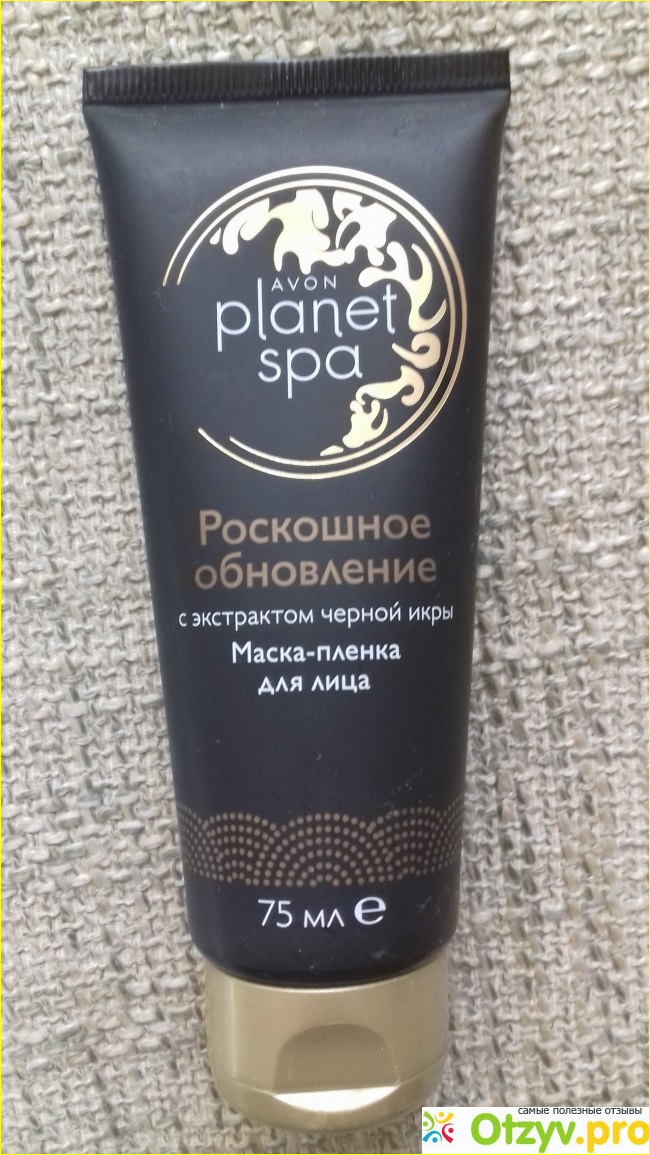 AVON
planet
spa
Роскошное
обновление
с экстрактом черной икры
Маска-пленка
для лица
75 мл e
самые полезные отзывы
Otzyv.pro